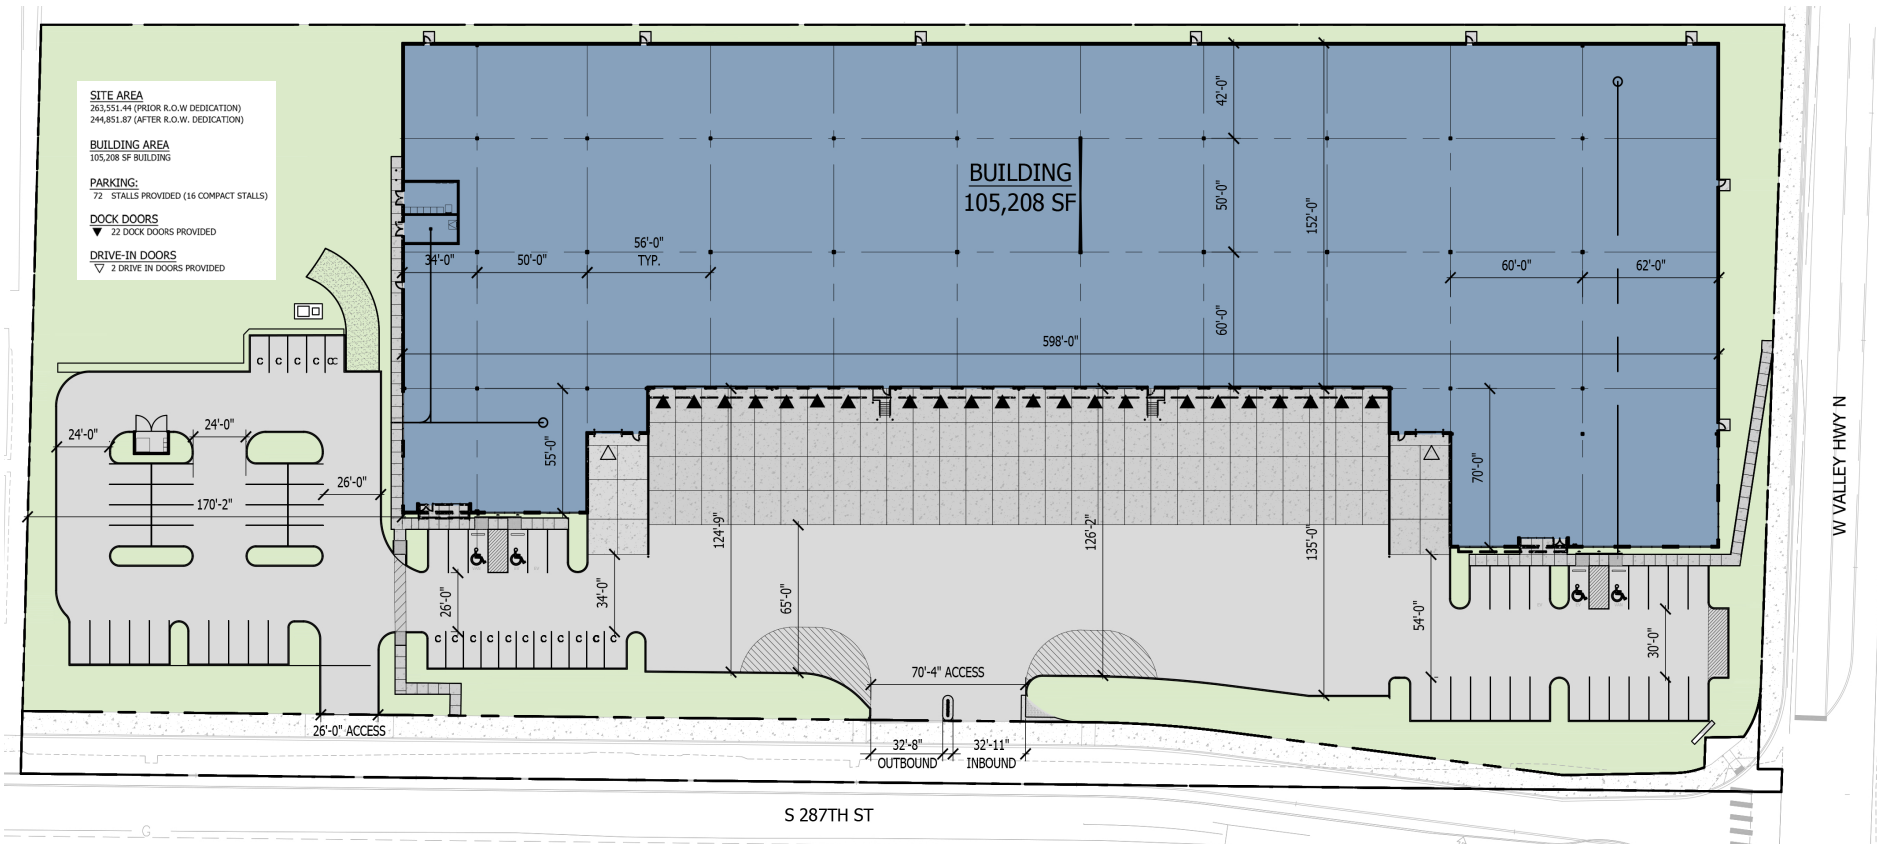 SITE AREA
263,551.44 (PRIOR R.O.W DEDICATION)
244,851.87 (AFTER R.O.W. DEDICATION)
BUILDING AREA
105,208 SF BUILDING
PARKING:
72 STALLS PROVIDED (16 COMPACT STALLS)
DOCK DOORS
▼ 22 DOCK DOORS PROVIDED
DRIVE-IN DOORS
▽ 2 DRIVE IN DOORS PROVIDED
BUILDING
105,208 SF
42'-0"
50'-0"
152'-0"
60'-0"
34'-0"
50'-0"
56'-0"
TYP.
60'-0"
62'-0"
598'-0"
C C C C C C
24'-0"
24'-0"
26'-0"
170'-2"
55'-0"
70'-0"
124'-9"
126'-2"
135'-0"
26'-0"
34'-0"
65'-0"
54'-0"
30'-0"
C C C C C C C C C C C
70'-4" ACCESS
26'-0" ACCESS
32'-8"
OUTBOUND
32'-11"
INBOUND
S 287TH ST
W VALLEY HWY N
G